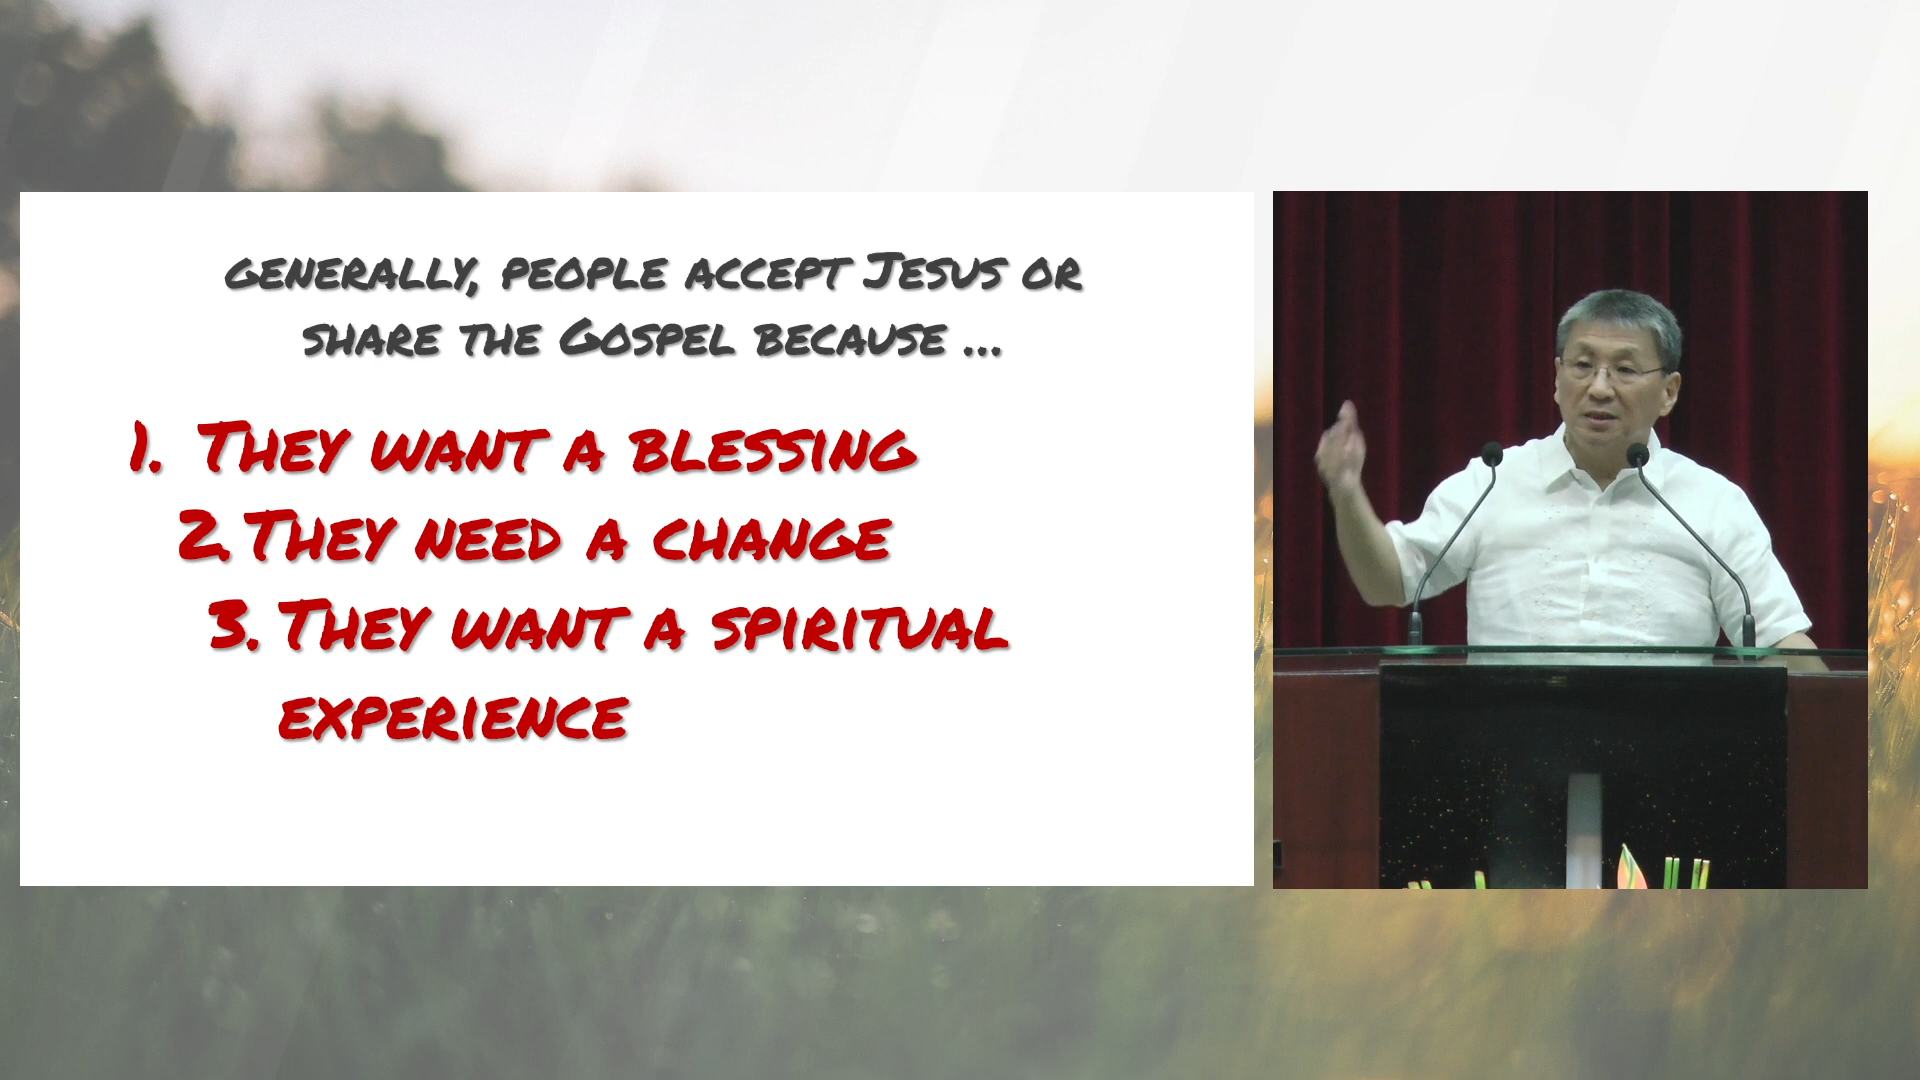 generally, people accept Jesus or
share the Gospel because ...
1. They want a blessing
2. They need a change
3. They want a spiritual
experience